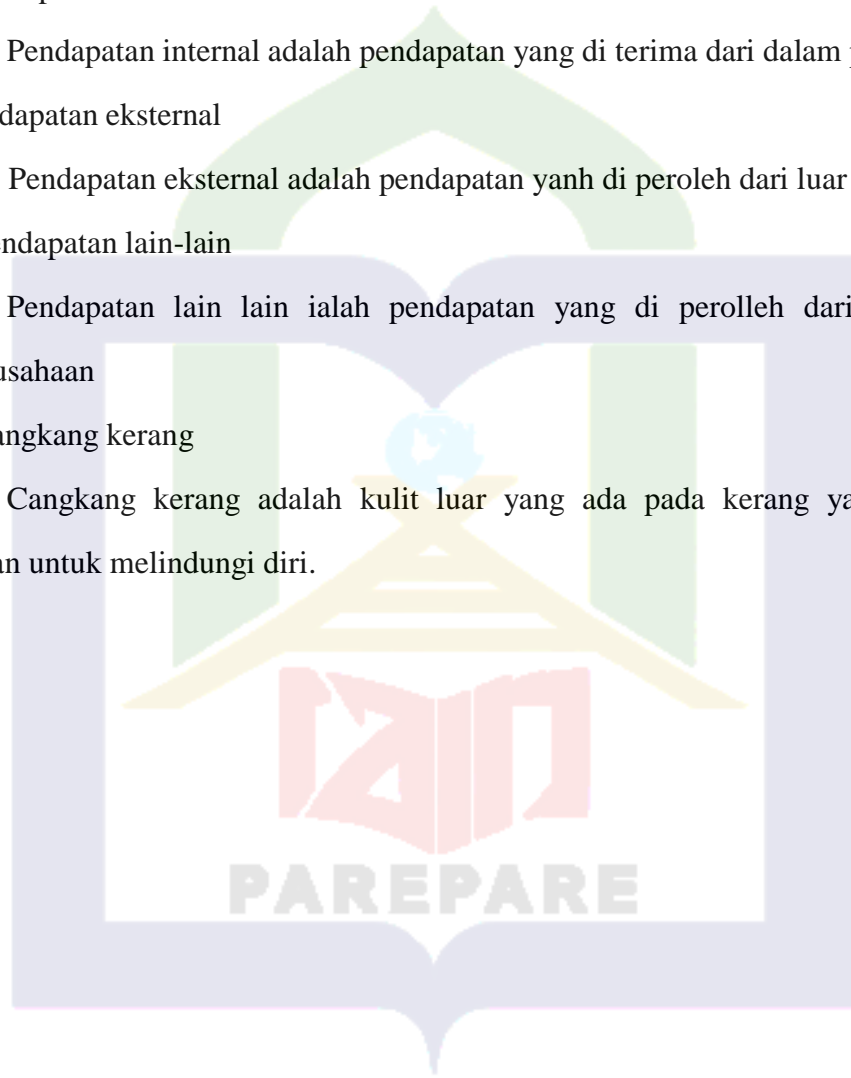 Pendapatan internal adalah pendapatan yang di terima dari dalam
dapatan eksternal
Pendapatan eksternal adalah pendapatan yanh di peroleh dari luar
endapatan lain-lain
Pendapatan lain lain ialah pendapatan yang di perolleh dari
usahaan
angkang kerang
Cangkang kerang adalah kulit luar yang ada pada kerang ya
an untuk melindungi diri.
iain
PAREPARE